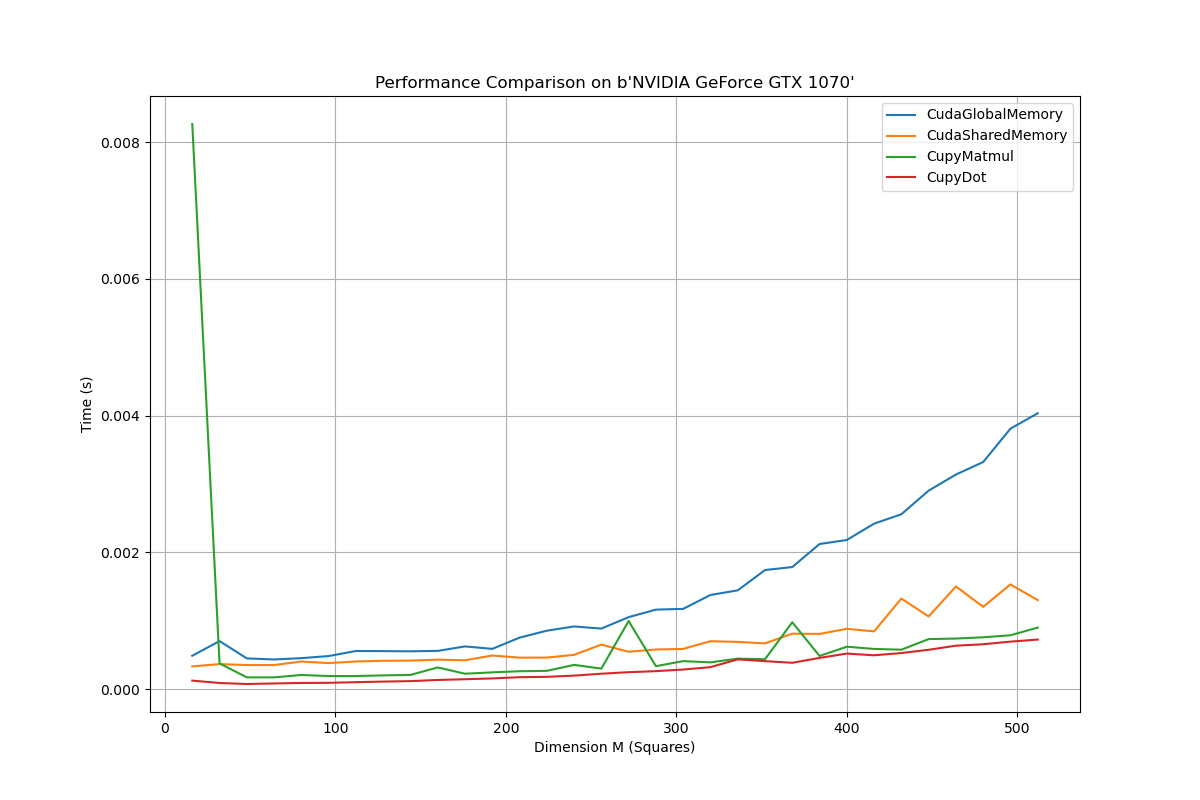 Performance Comparison on b'NVIDIA GeForce GTX 1070'
CudaGlobalMemory
CudaSharedMemory
CupyMatmul
CupyDot
0.008
0.006
0.004
0.002
0.000
Time (s)
0 100 200 300 400 500
Dimension M (Squares)